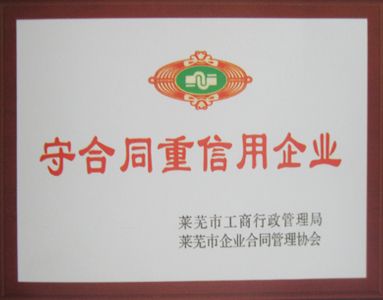 守合同重信用企业
莱芜市工商行政管理局
莱芜市企业合同管理协会